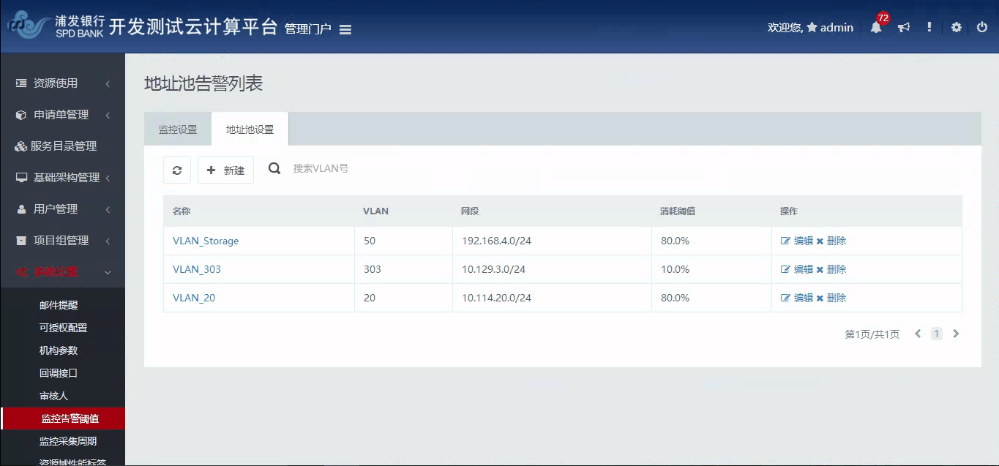 浦发银行
SPD BANK
开发测试云计算平台 管理门户
欢迎您, admin
72
资源使用
申请单管理
服务目录管理
基础架构管理
用户管理
项目组管理
参数设置
邮件提醒
可授权配置
机构参数
回调接口
审核人
监控告警阈值
监控采集周期
资源域性能标签
地址池告警列表
监控设置 地址池设置
新建 搜索VLAN号
名称 VLAN 网段 消耗阈值 操作
VLAN_Storage 50 192.168.4.0/24 80.0% 编辑 删除
VLAN_303 303 10.129.3.0/24 10.0% 编辑 删除
VLAN_20 20 10.114.20.0/24 80.0% 编辑 删除
第1页/共1页 1